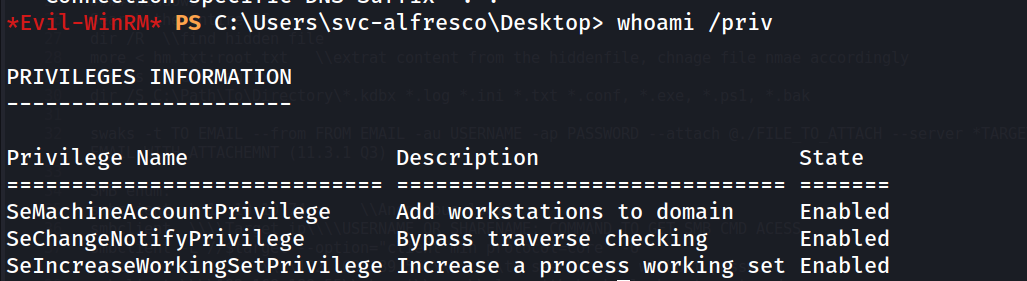 Connection-specific DNS Suffix  . :
*Evil-WinRM* PS C:\Users\svc-alfresco\Desktop> whoami /priv
PRIVILEGES INFORMATION
----------------------
Privilege Name                Description                    State
============================= ============================== =======
SeMachineAccountPrivilege     Add workstations to domain     Enabled
SeChangeNotifyPrivilege       Bypass traverse checking       Enabled
SeIncreaseWorkingSetPrivilege Increase a process working set Enabled